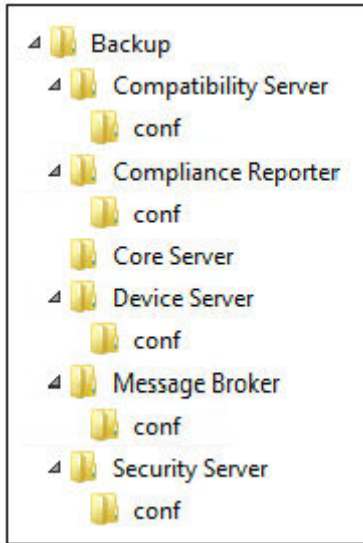 Backup
Compatibility Server
conf
Compliance Reporter
conf
Core Server
Device Server
conf
Message Broker
conf
Security Server
conf